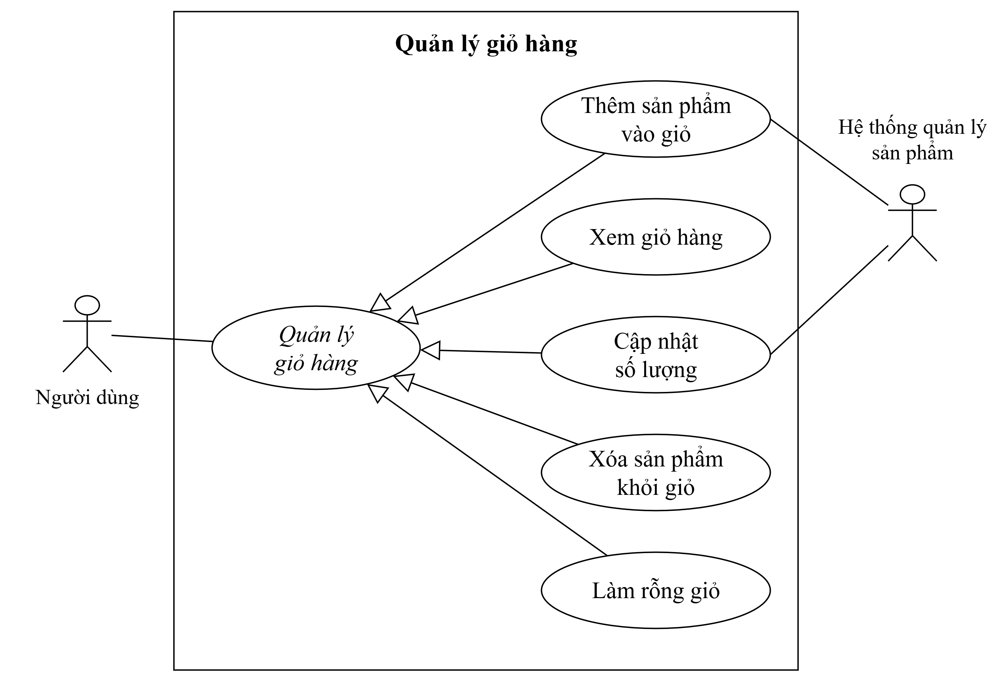 Quản lý giỏ hàng
Thêm sản phẩm
vào giỏ
Hệ thống quản lý
sản phẩm
Xem giỏ hàng
Quản lý
giỏ hàng
Cập nhật
số lượng
Người dùng
Xóa sản phẩm
khỏi giỏ
Làm rỗng giỏ